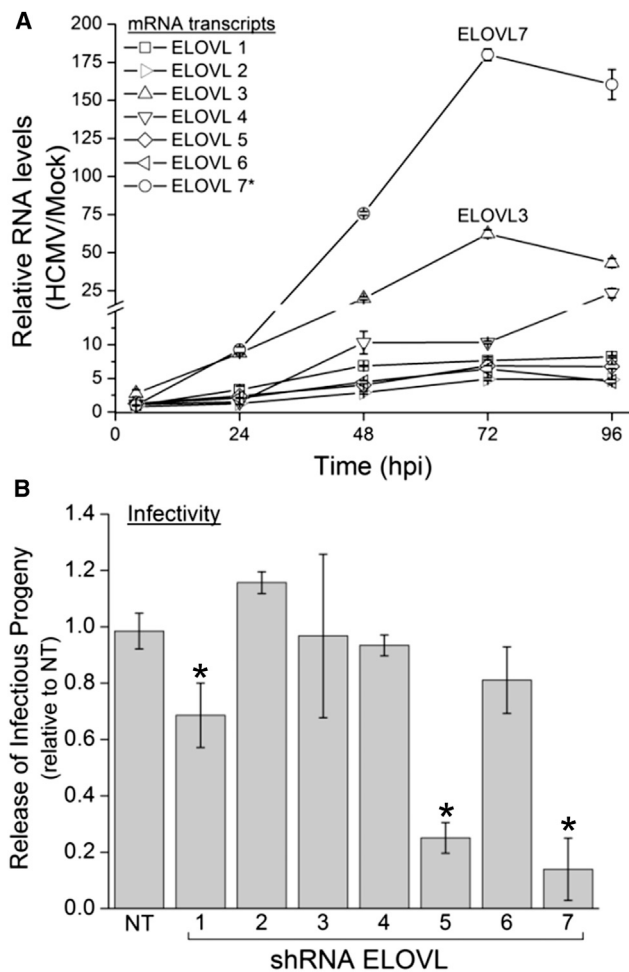 A
mRNA transcripts
ELOVL 1
ELOVL 2
ELOVL 3
ELOVL 4
ELOVL 5
ELOVL 6
ELOVL 7*
ELOVL7
ELOVL3
Relative RNA levels
(HCMV/Mock)
200
175
150
125
100
75
50
25
10
5
0
0 24 48 72 96
Time (hpi)
B
Infectivity
Release of Infectious Progeny
(relative to NT)
1.4
1.2
1.0
0.8
0.6
0.4
0.2
0.0
* * *
NT 1 2 3 4 5 6 7
shRNA ELOVL